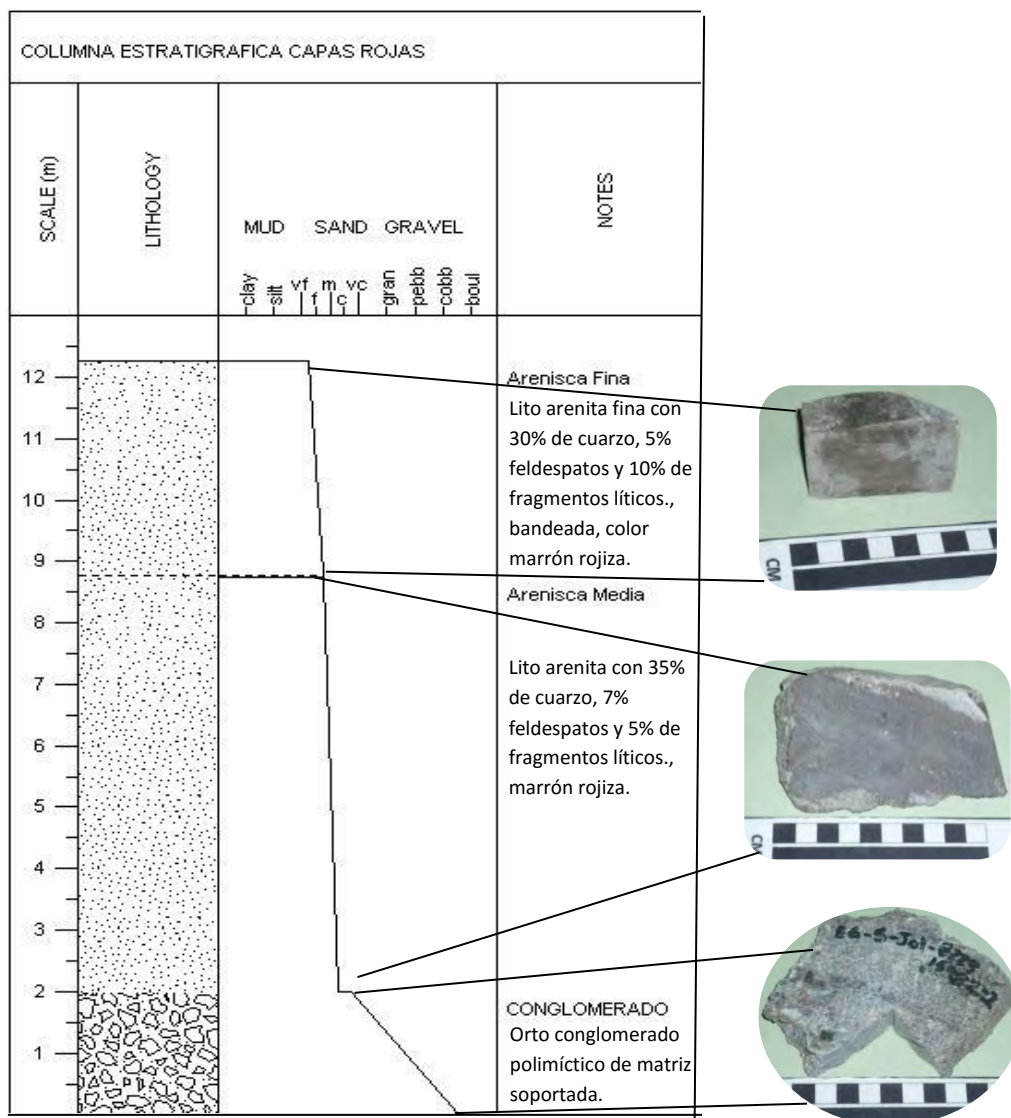 COLUMNA ESTRATIGRAFICA CAPAS ROJAS
SCALE (m)
LITHOLOGY
MUD SAND GRAVEL
NOTES
clay
silt
vf
f
m
c
vc
gran
pebb
cobb
boul
12
11
10
9
8
7
6
5
4
3
2
1
Arenisca Fina
Lito arenita fina con
30% de cuarzo, 5%
feldespatos y 10% de
fragmentos líticos.,
bandeada, color
marrón rojiza.
Arenisca Media
Lito arenita con 35%
de cuarzo, 7%
feldespatos y 5% de
fragmentos líticos.,
marrón rojiza.
CONGLOMERADO
Orto conglomerado
polimíctico de matriz
soportada.
CM
CM